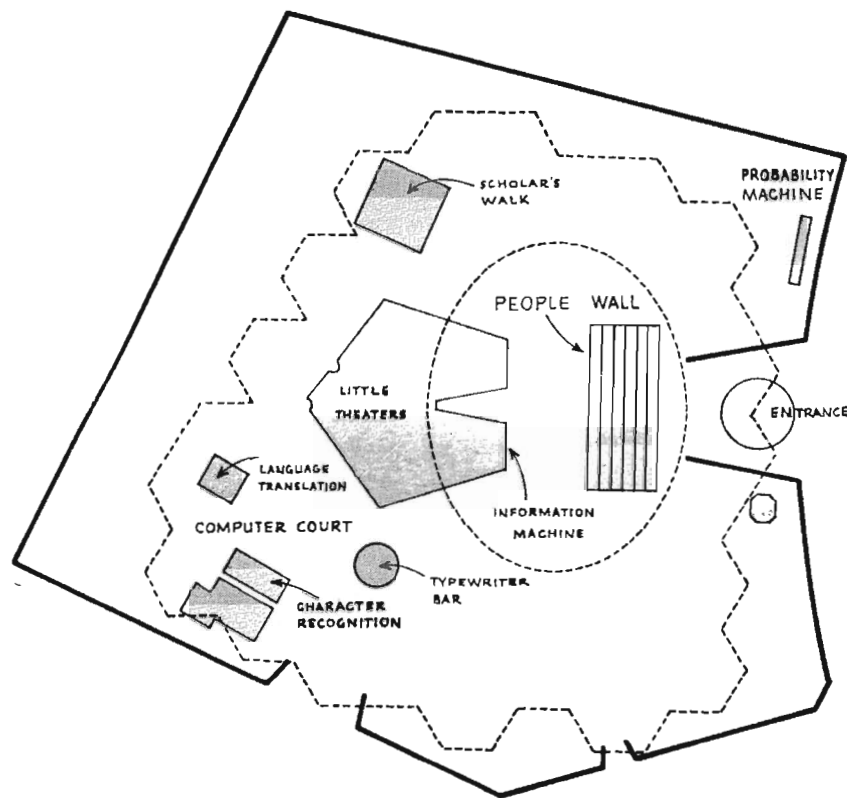 PROBABILITY
MACHINE
SCHOLAR'S
WALK
PEOPLE WALL
LITTLE
THEATERS
ENTRANCE
LANGUAGE
TRANSLATION
INFORMATION
MACHINE
COMPUTER COURT
TYPEWRITER
BAR
CHARACTER
RECOGNITION